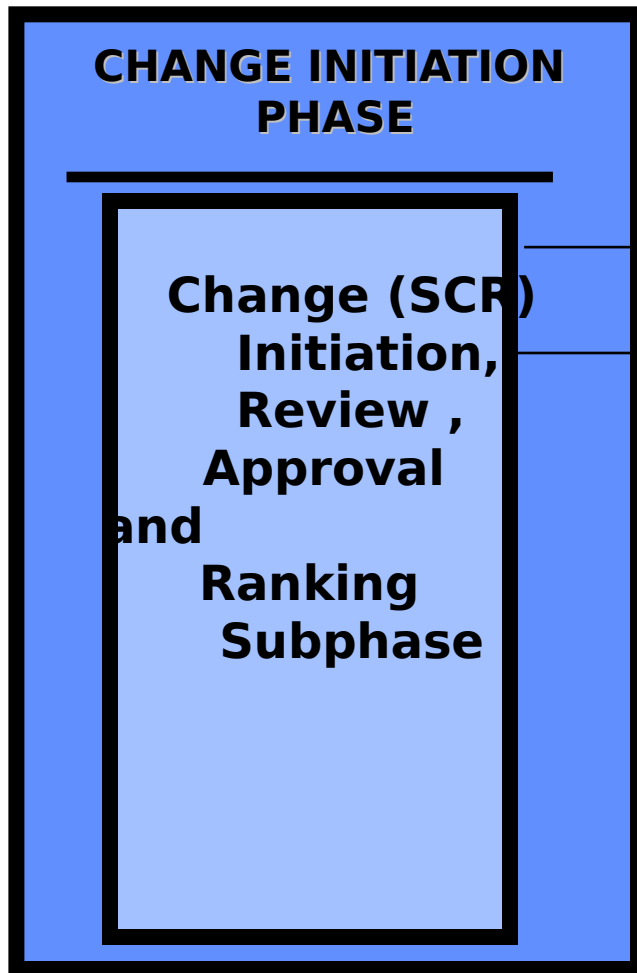 CHANGE INITIATION
PHASE
Change (SCR)
Initiation,
Review ,
Approval
and
Ranking
Subphase